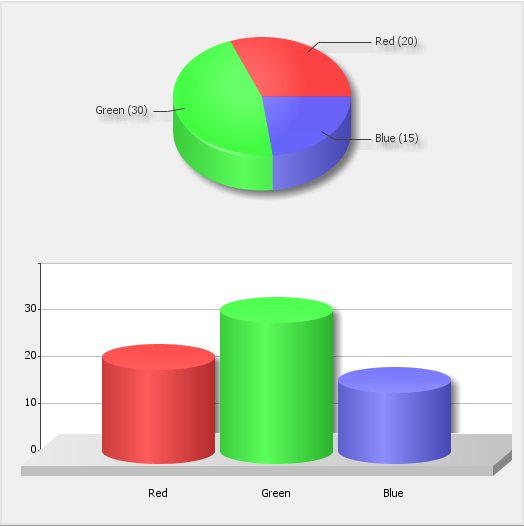 Red (20)
Green (30)
Blue (15)
30
20
10
0
Red Green Blue